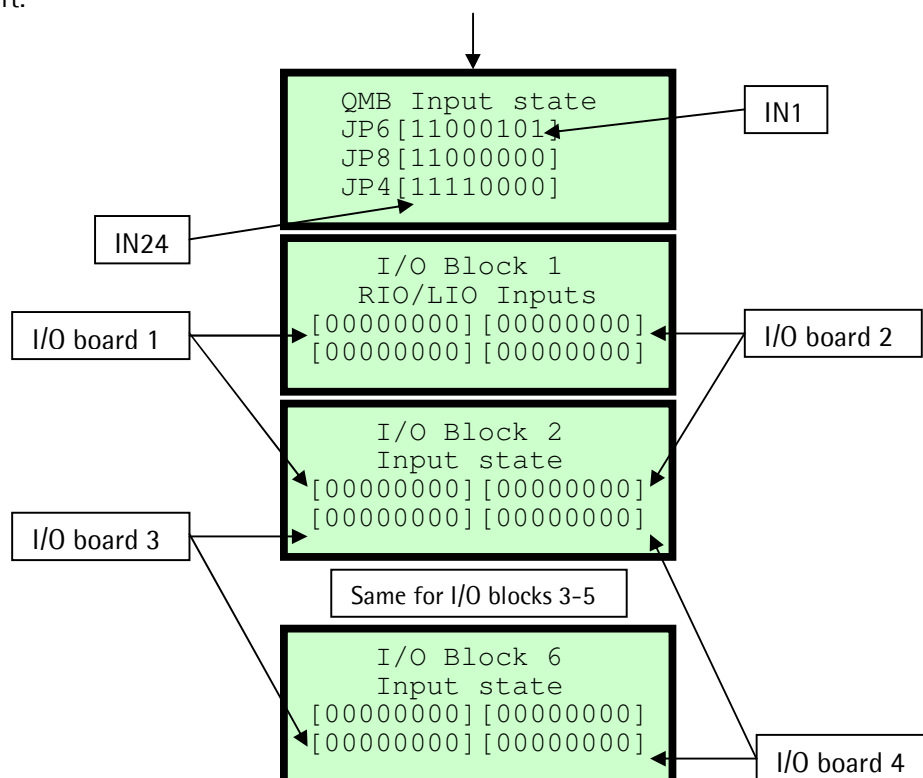 rt.
QMB Input state
JP6[11000101]
IN1
JP8[11000000]
JP4[11110000]
IN24
I/O Block 1
RIO/LIO Inputs
I/O board 1
[00000000][00000000]
I/O board 2
[00000000][00000000]
I/O Block 2
Input state
[00000000][00000000]
[00000000][00000000]
I/O board 3
Same for I/O blocks 3-5
I/O Block 6
Input state
[00000000][00000000]
[00000000][00000000]
I/O board 4